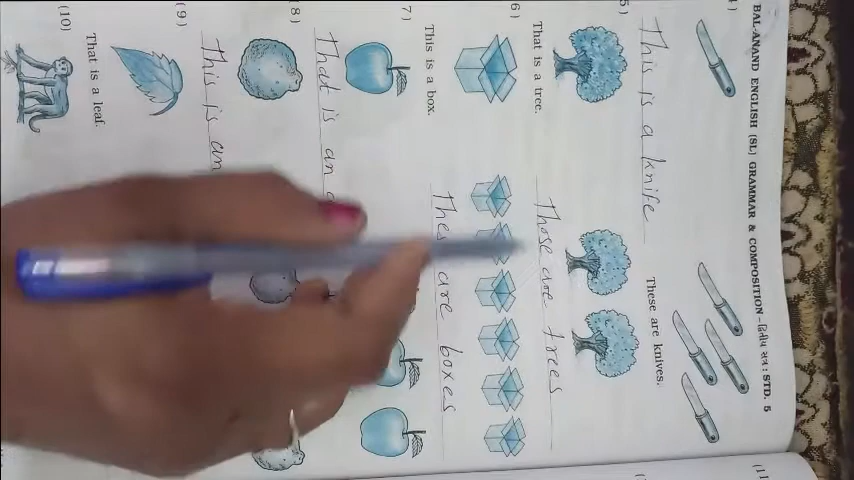 BAL-ANAND ENGLISH (SL) GRAMMAR & COMPOSITION – દ્વિતીય સત્ર : STD. 5
This is a knife
These are knives.
5)
That is a tree.
Those are trees
6)
This is a box.
These are boxes
7)
That is an
8)
This is an
(9)
That is a leaf.
(10)
(11